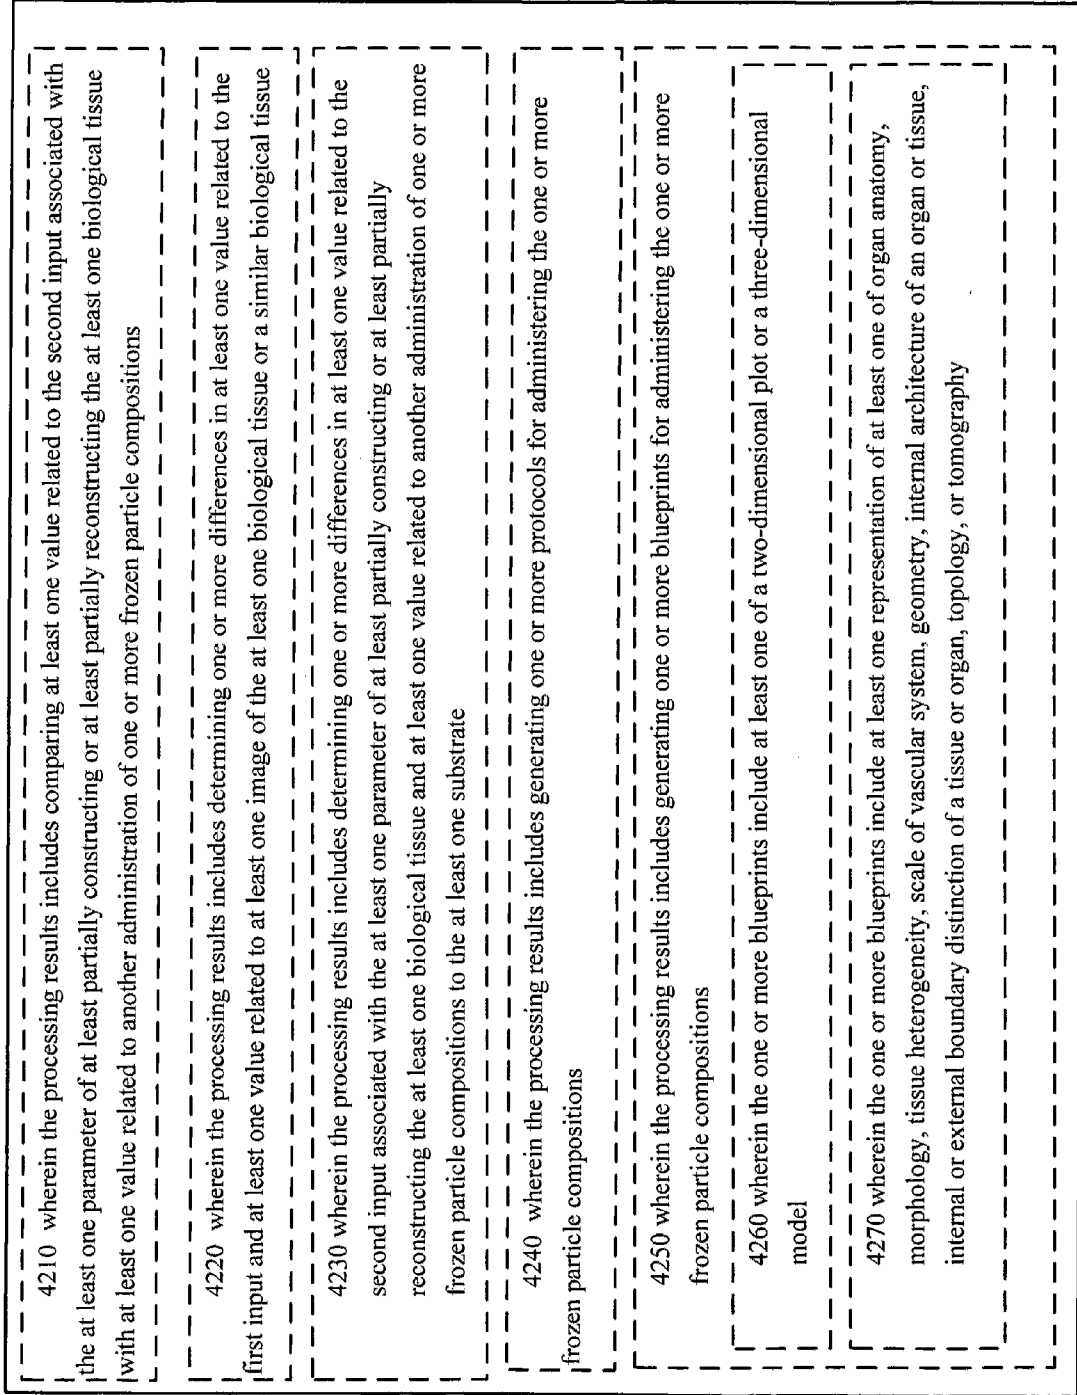 4210 wherein the processing results includes comparing at least one value related to the second input associated with
the at least one parameter of at least partially constructing or at least partially reconstructing the at least one biological tissue
with at least one value related to another administration of one or more frozen particle compositions
4220 wherein the processing results includes determining one or more differences in at least one value related to the
first input and at least one value related to at least one image of the at least one biological tissue or a similar biological tissue
4230 wherein the processing results includes determining one or more differences in at least one value related to the
second input associated with the at least one parameter of at least partially constructing or at least partially
reconstructing the at least one biological tissue and at least one value related to another administration of one or more
frozen particle compositions to the at least one substrate
4240 wherein the processing results includes generating one or more protocols for administering the one or more
frozen particle compositions
4250 wherein the processing results includes generating one or more blueprints for administering the one or more
frozen particle compositions
4260 wherein the one or more blueprints include at least one of a two-dimensional plot or a three-dimensional
model
4270 wherein the one or more blueprints include at least one representation of at least one of organ anatomy,
morphology, tissue heterogeneity, scale of vascular system, geometry, internal architecture of an organ or tissue,
internal or external boundary distinction of a tissue or organ, topology, or tomography